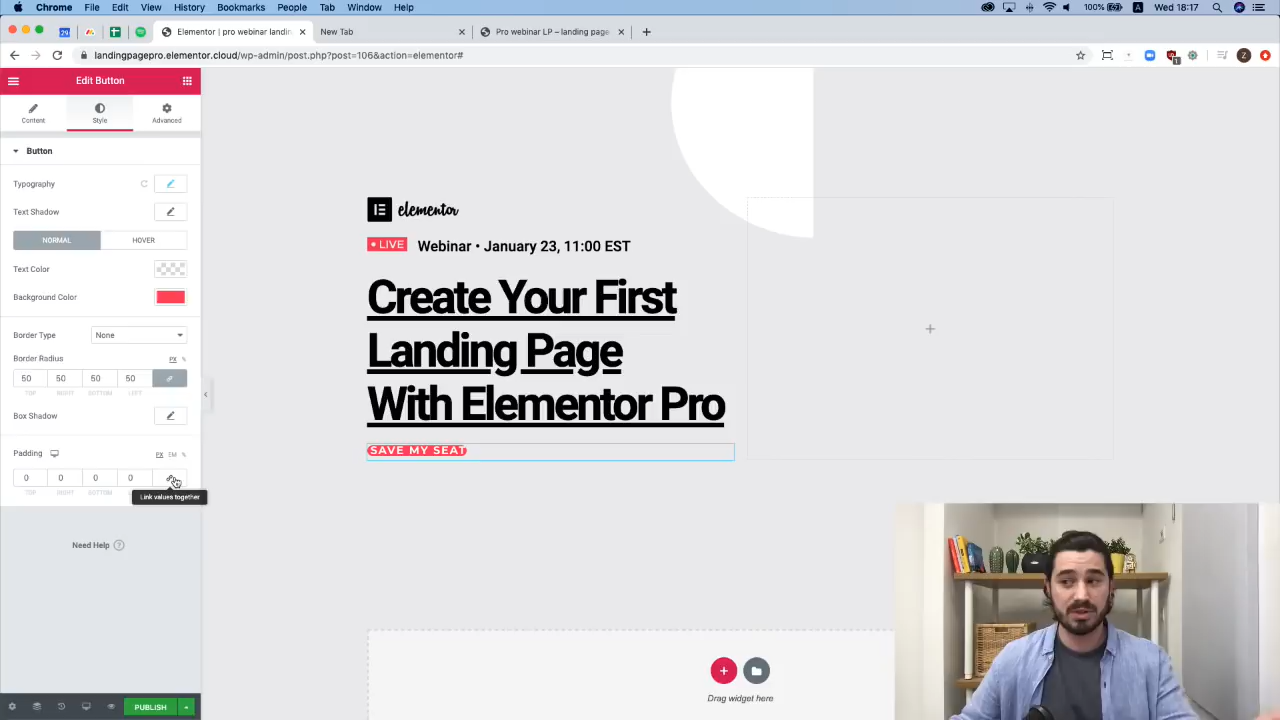 Chrome File Edit View History Bookmarks People Tab Window Help
100% A Wed 18:17
Elementor | pro webinar landin
New Tab
Pro webinar LP – landing page
landingpagepro.elementor.cloud/wp-admin/post.php?post=106&action=elementor#
Z
Edit Button
Content Style Advanced
Button
Typography
Text Shadow
NORMAL HOVER
Text Color
Background Color
Border Type None
Border Radius PX %
50 50 50 50
TOP RIGHT BOTTOM LEFT
Box Shadow
Padding PX EM %
0 0 0 0
TOP RIGHT BOTTOM
Link values together
Need Help ?
PUBLISH
elementor
• LIVE Webinar • January 23, 11:00 EST
Create Your First
Landing Page
With Elementor Pro
SAVE MY SEAT
Drag widget here